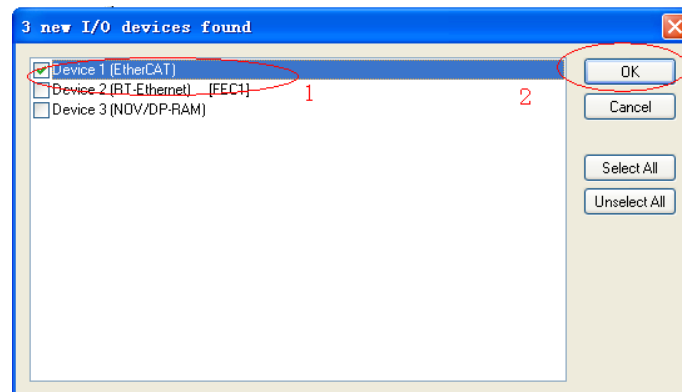 3 new I/O devices found
Device 1 (EtherCAT)
Device 2 (RT-Ethernet) [FEC1]
Device 3 (NOV/DP-RAM)
1
2
OK
Cancel
Select All
Unselect All